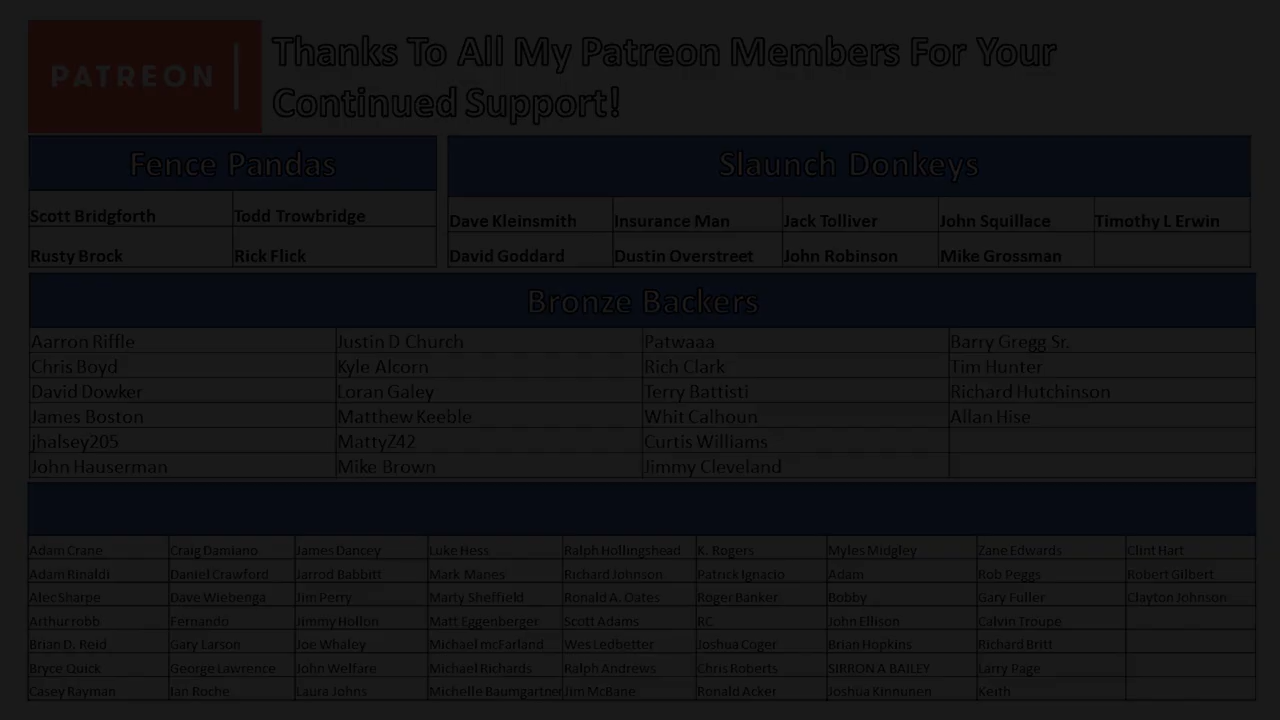 PATREON
Thanks To All My Patreon Members For Your
Continued Support!
Fence Pandas
Scott Bridgforth Todd Trowbridge
Rusty Brock Rick Flick
Slaunch Donkeys
Dave Kleinsmith Insurance Man Jack Tolliver John Squillace Timothy L Erwin
David Goddard Dustin Overstreet John Robinson Mike Grossman
Bronze Backers
Aarron Riffle Justin D Church Patwaaa Barry Gregg Sr.
Chris Boyd Kyle Alcorn Rich Clark Tim Hunter
David Dowker Loran Galey Terry Battisti Richard Hutchinson
James Boston Matthew Keeble Whit Calhoun Allan Hise
jhalsey205 MattyZ42 Curtis Williams
John Hauserman Mike Brown Jimmy Cleveland
Adam Crane Craig Damiano James Dancey Luke Hess Ralph Hollingshead K. Rogers Myles Midgley Zane Edwards Clint Hart
Adam Rinaldi Daniel Crawford Jarrod Babbitt Mark Manes Richard Johnson Patrick Ignacio Adam Rob Peggs Robert Gilbert
Alec Sharpe Dave Wiebenga Jim Perry Marty Sheffield Ronald A. Oates Roger Banker Bobby Gary Fuller Clayton Johnson
Arthur robb Fernando Jimmy Hollon Matt Eggenberger Scott Adams RC John Ellison Calvin Troupe
Brian D. Reid Gary Larson Joe Whaley Michael mcFarland Wes Ledbetter Joshua Coger Brian Hopkins Richard Britt
Bryce Quick George Lawrence John Welfare Michael Richards Ralph Andrews Chris Roberts SIRRON A BAILEY Larry Page
Casey Rayman Ian Roche Laura Johns Michelle Baumgartner Jim McBane Ronald Acker Joshua Kinnunen Keith